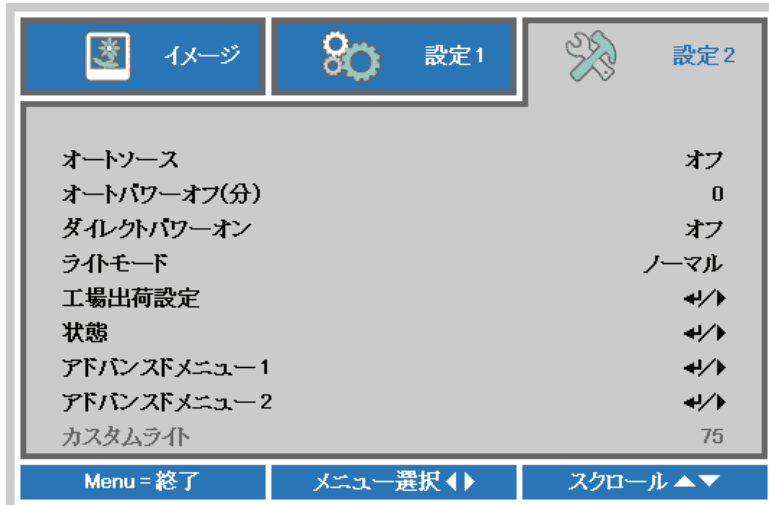 イメージ 設定1 設定2
オートソース オフ
オートパワーオフ(分) 0
ダイレクトパワーオン オフ
ライトモード ノーマル
工場出荷設定 ↵/▶
状態 ↵/▶
アドバンスドメニュー1 ↵/▶
アドバンスドメニュー2 ↵/▶
カスタムライト 75
Menu = 終了 メニュー選択◀▶ スクロール▲▼